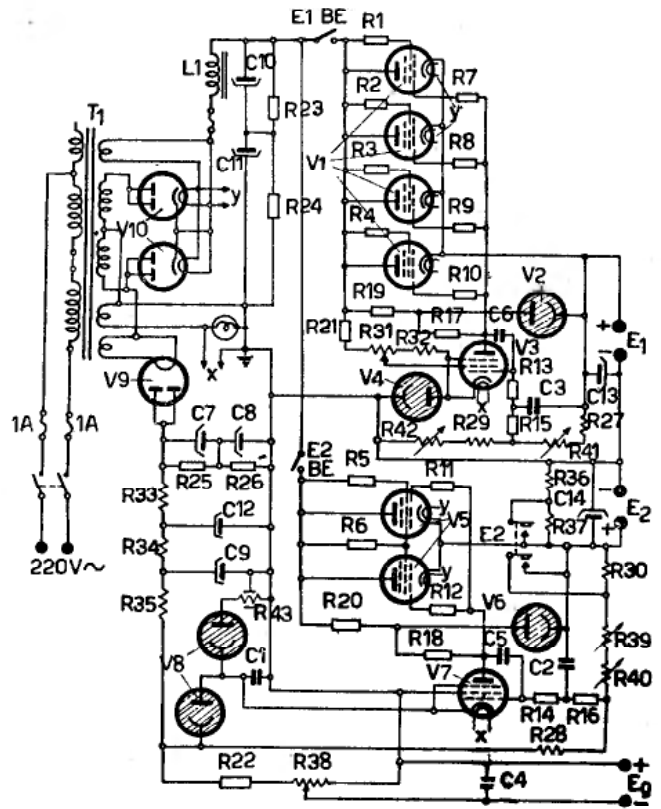 E1 BE
R1
L1
C10
R2
R7
y
T1
R23
R3
R8
C11
V1
R4
R9
y
V10
R24
R10
V2
R19
C6
R17
V3
E1
+
−
R21
R31
R32
R13
V9
V4
x
C3
C13
x
R42
R29
R15
R27
1A
1A
C7
C8
R41
E2
BE
R5
R11
R36
R25
R26
C14
−
R33
C12
R6
y
V5
E2
R37
E2
+
R34
C9
y
R30
220V~
R12
R35
R43
V6
R20
C5
R39
R18
C2
V8
C1
V7
R40
R14
R16
x
R28
R22
R38
+
C4
Eg
−